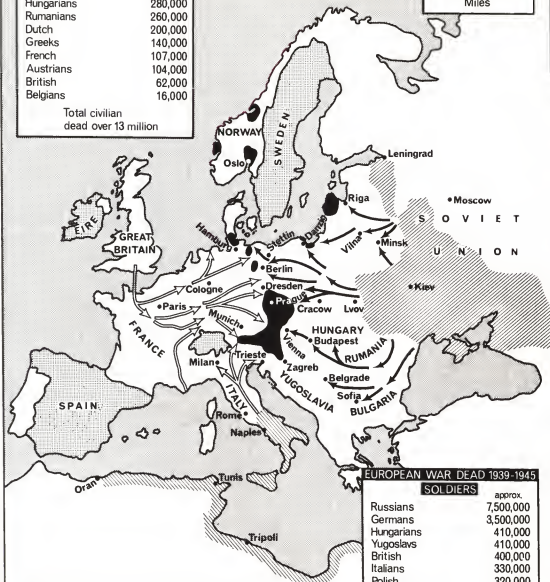 Hungarians 280,000
Rumanians 260,000
Dutch 200,000
Greeks 140,000
French 107,000
Austrians 104,000
British 62,000
Belgians 16,000
Total civilian
dead over 13 million
Miles
NORWAY
SWEDEN
Oslo
Leningrad
Riga
Moscow
SOVIET
UNION
EIRE
GREAT
BRITAIN
Hamburg
Stettin
Danzig
Vilna
Minsk
Berlin
Cologne
Dresden
Kiev
Paris
Prague
Cracow
Lvov
Munich
FRANCE
Vienna
HUNGARY
Budapest
RUMANIA
Milan
Trieste
Zagreb
Belgrade
ITALY
YUGOSLAVIA
Sofia
BULGARIA
SPAIN
Rome
Naples
Oran
Tunis
Tripoli
EUROPEAN WAR DEAD 1939-1945
SOLDIERS
approx.
Russians 7,500,000
Germans 3,500,000
Hungarians 410,000
Yugoslavs 410,000
British 400,000
Italians 330,000
Polish 320,000